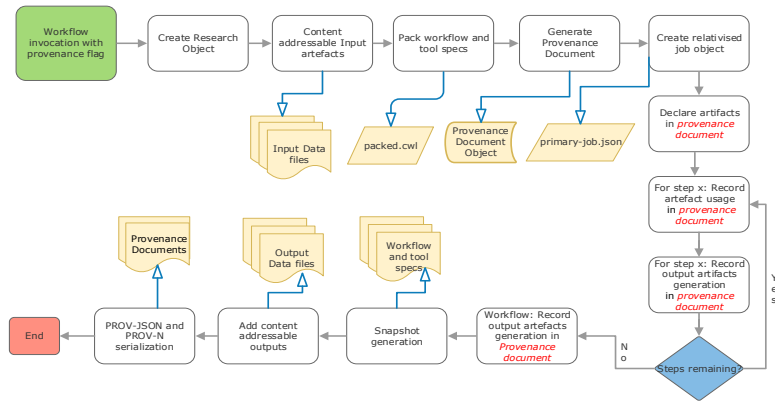 Workflow
invocation with
provenance flag
Create Research
Object
Content
addressable Input
artefacts
Pack workflow and
tool specs
Generate
Provenance
Document
Create relativised
job object
Input Data
files
packed.cwl
Provenance
Document
Object
primary-job.json
Declare artifacts
in provenance
document
For step x: Record
artefact usage
in provenance
document
For step x: Record
output artifacts
generation
in provenance
document
Y
e
s
Steps remaining?
N
o
Workflow: Record
output artefacts
generation in
Provenance
document
Snapshot
generation
Workflow
and tool
specs
Add content
addressable
outputs
Output
Data files
PROV-JSON and
PROV-N
serialization
Provenance
Documents
End